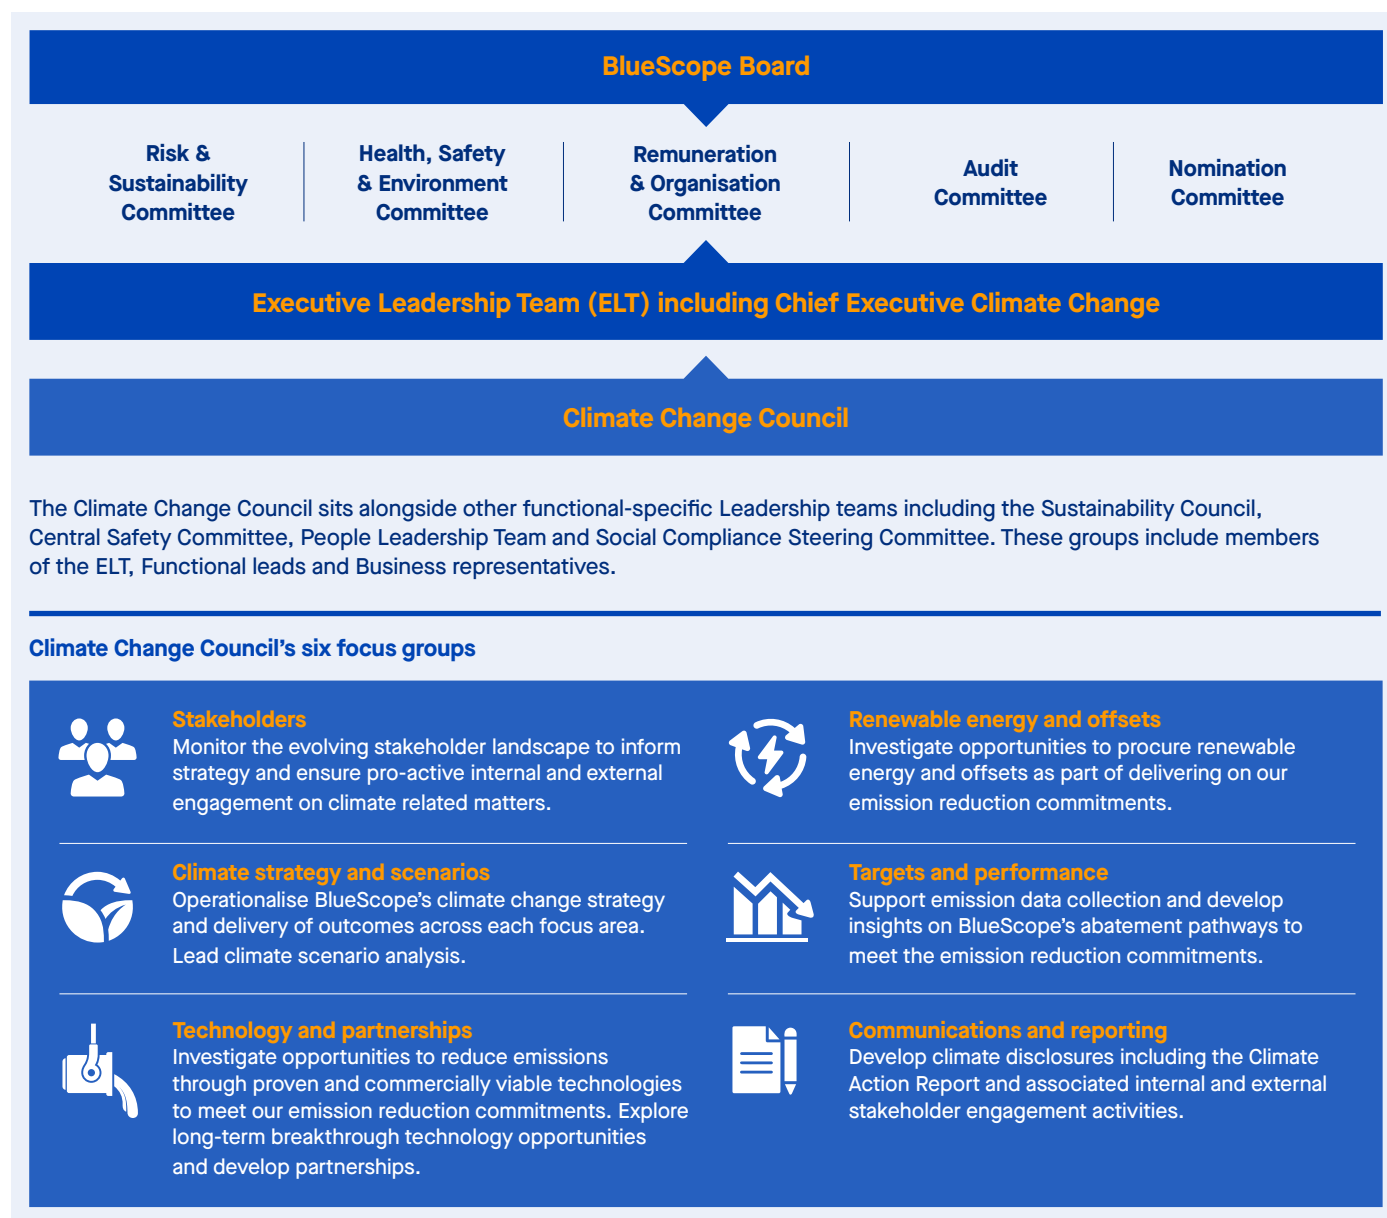 BlueScope Board
Risk &
Sustainability
Committee
Health, Safety
& Environment
Committee
Remuneration
& Organisation
Committee
Audit
Committee
Nomination
Committee
Executive Leadership Team (ELT) including Chief Executive Climate Change
Climate Change Council
The Climate Change Council sits alongside other functional-specific Leadership teams including the Sustainability Council,
Central Safety Committee, People Leadership Team and Social Compliance Steering Committee. These groups include members
of the ELT, Functional leads and Business representatives.
Climate Change Council’s six focus groups
Stakeholders
Monitor the evolving stakeholder landscape to inform
strategy and ensure pro-active internal and external
engagement on climate related matters.
Renewable energy and offsets
Investigate opportunities to procure renewable
energy and offsets as part of delivering on our
emission reduction commitments.
Climate strategy and scenarios
Operationalise BlueScope’s climate change strategy
and delivery of outcomes across each focus area.
Lead climate scenario analysis.
Targets and performance
Support emission data collection and develop
insights on BlueScope’s abatement pathways to
meet the emission reduction commitments.
Technology and partnerships
Investigate opportunities to reduce emissions
through proven and commercially viable technologies
to meet our emission reduction commitments. Explore
long-term breakthrough technology opportunities
and develop partnerships.
Communications and reporting
Develop climate disclosures including the Climate
Action Report and associated internal and external
stakeholder engagement activities.